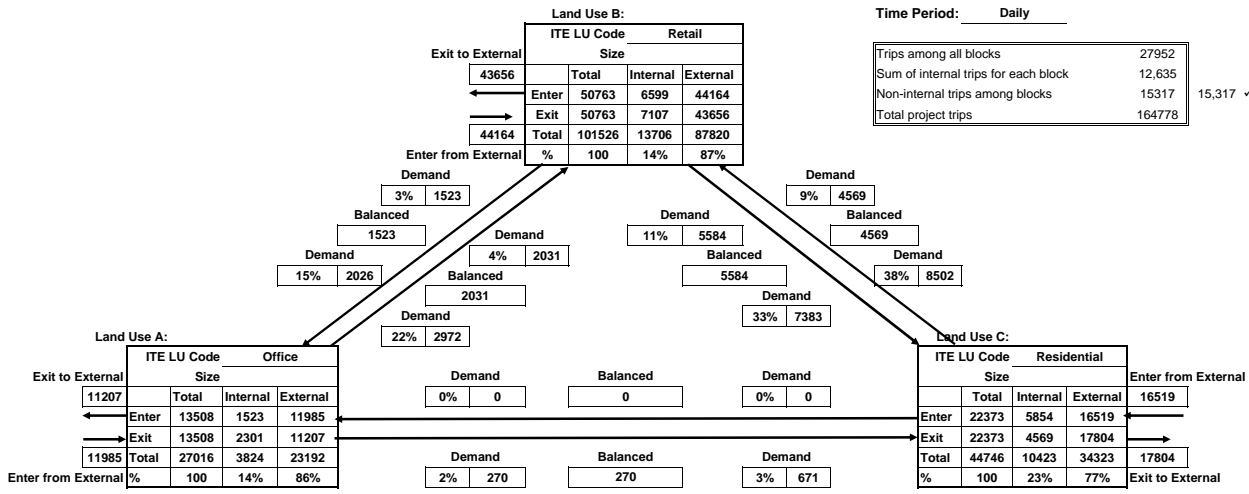 Land Use B:
Time Period: Daily
ITE LU Code Retail
Exit to External Size
43656 Total Internal External
Enter 50763 6599 44164
Exit 50763 7107 43656
44164 Total 101526 13706 87820
Enter from External % 100 14% 87%
Trips among all blocks 27952
Sum of internal trips for each block 12,635
Non-internal trips among blocks 15317 15,317 ✓
Total project trips 164778
Demand
3% 1523
Balanced
1523
Demand
15% 2026
Demand
4% 2031
Balanced
2031
Demand
22% 2972
Demand
11% 5584
Balanced
5584
Demand
33% 7383
Demand
9% 4569
Balanced
4569
Demand
38% 8502
Land Use A:
ITE LU Code Office
Exit to External Size
11207 Total Internal External
Enter 13508 1523 11985
Exit 13508 2301 11207
11985 Total 27016 3824 23192
Enter from External % 100 14% 86%
Demand Balanced Demand
0% 0 0 0% 0
Demand Balanced Demand
2% 270 270 3% 671
Land Use C:
ITE LU Code Residential
Size Enter from External
Total Internal External 16519
Enter 22373 5854 16519
Exit 22373 4569 17804
Total 44746 10423 34323 17804
% 100 23% 77% Exit to External